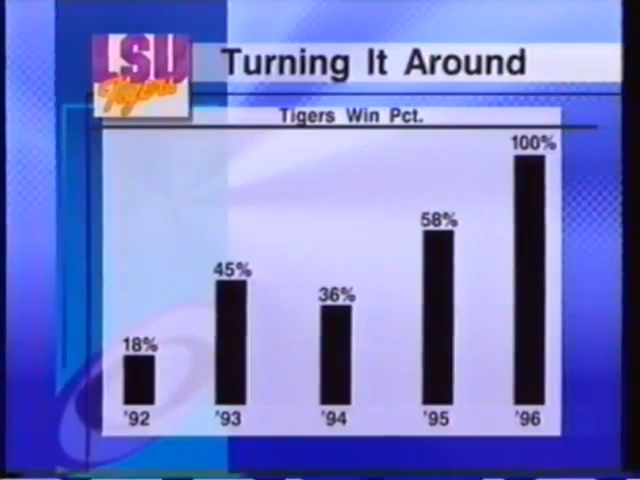 LSU
Tigers
Turning It Around
Tigers Win Pct.
100%
58%
45%
36%
18%
'92 '93 '94 '95 '96